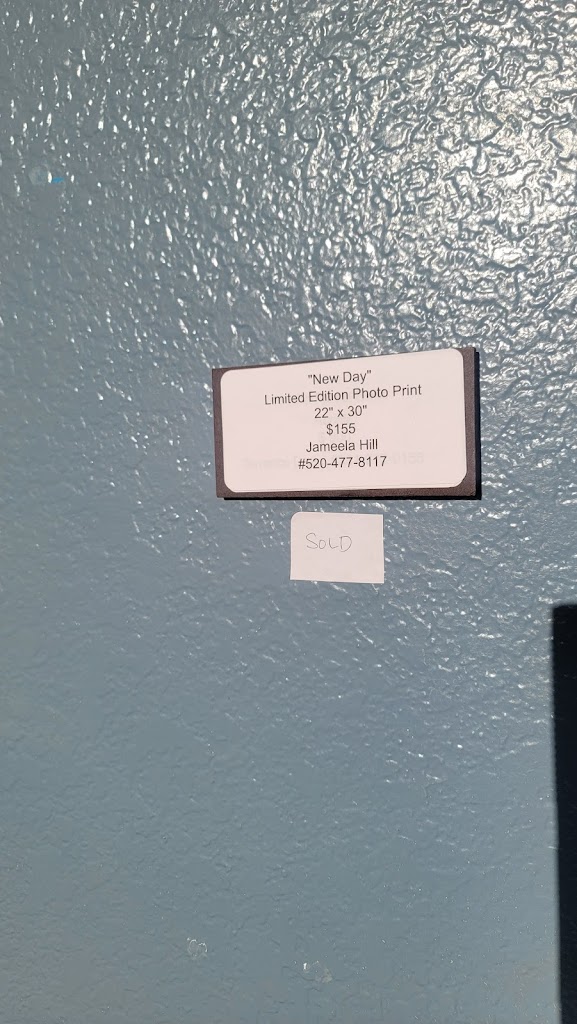 "New Day"
Limited Edition Photo Print
22" x 30"
$155
Jameela Hill
#520-477-8117
SOLD